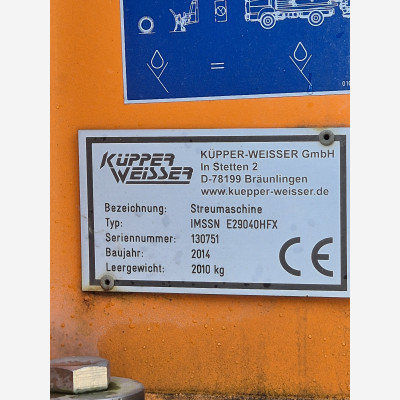 KÜPPER
WEISSER
KÜPPER-WEISSER GmbH
In Stetten 2
D-78199 Bräunlingen
www.kuepper-weisser.de
Bezeichnung: Streumaschine
Typ: IMSSN E29040HFX
Seriennummer: 130751
Baujahr: 2014
Leergewicht: 2010 kg
CE